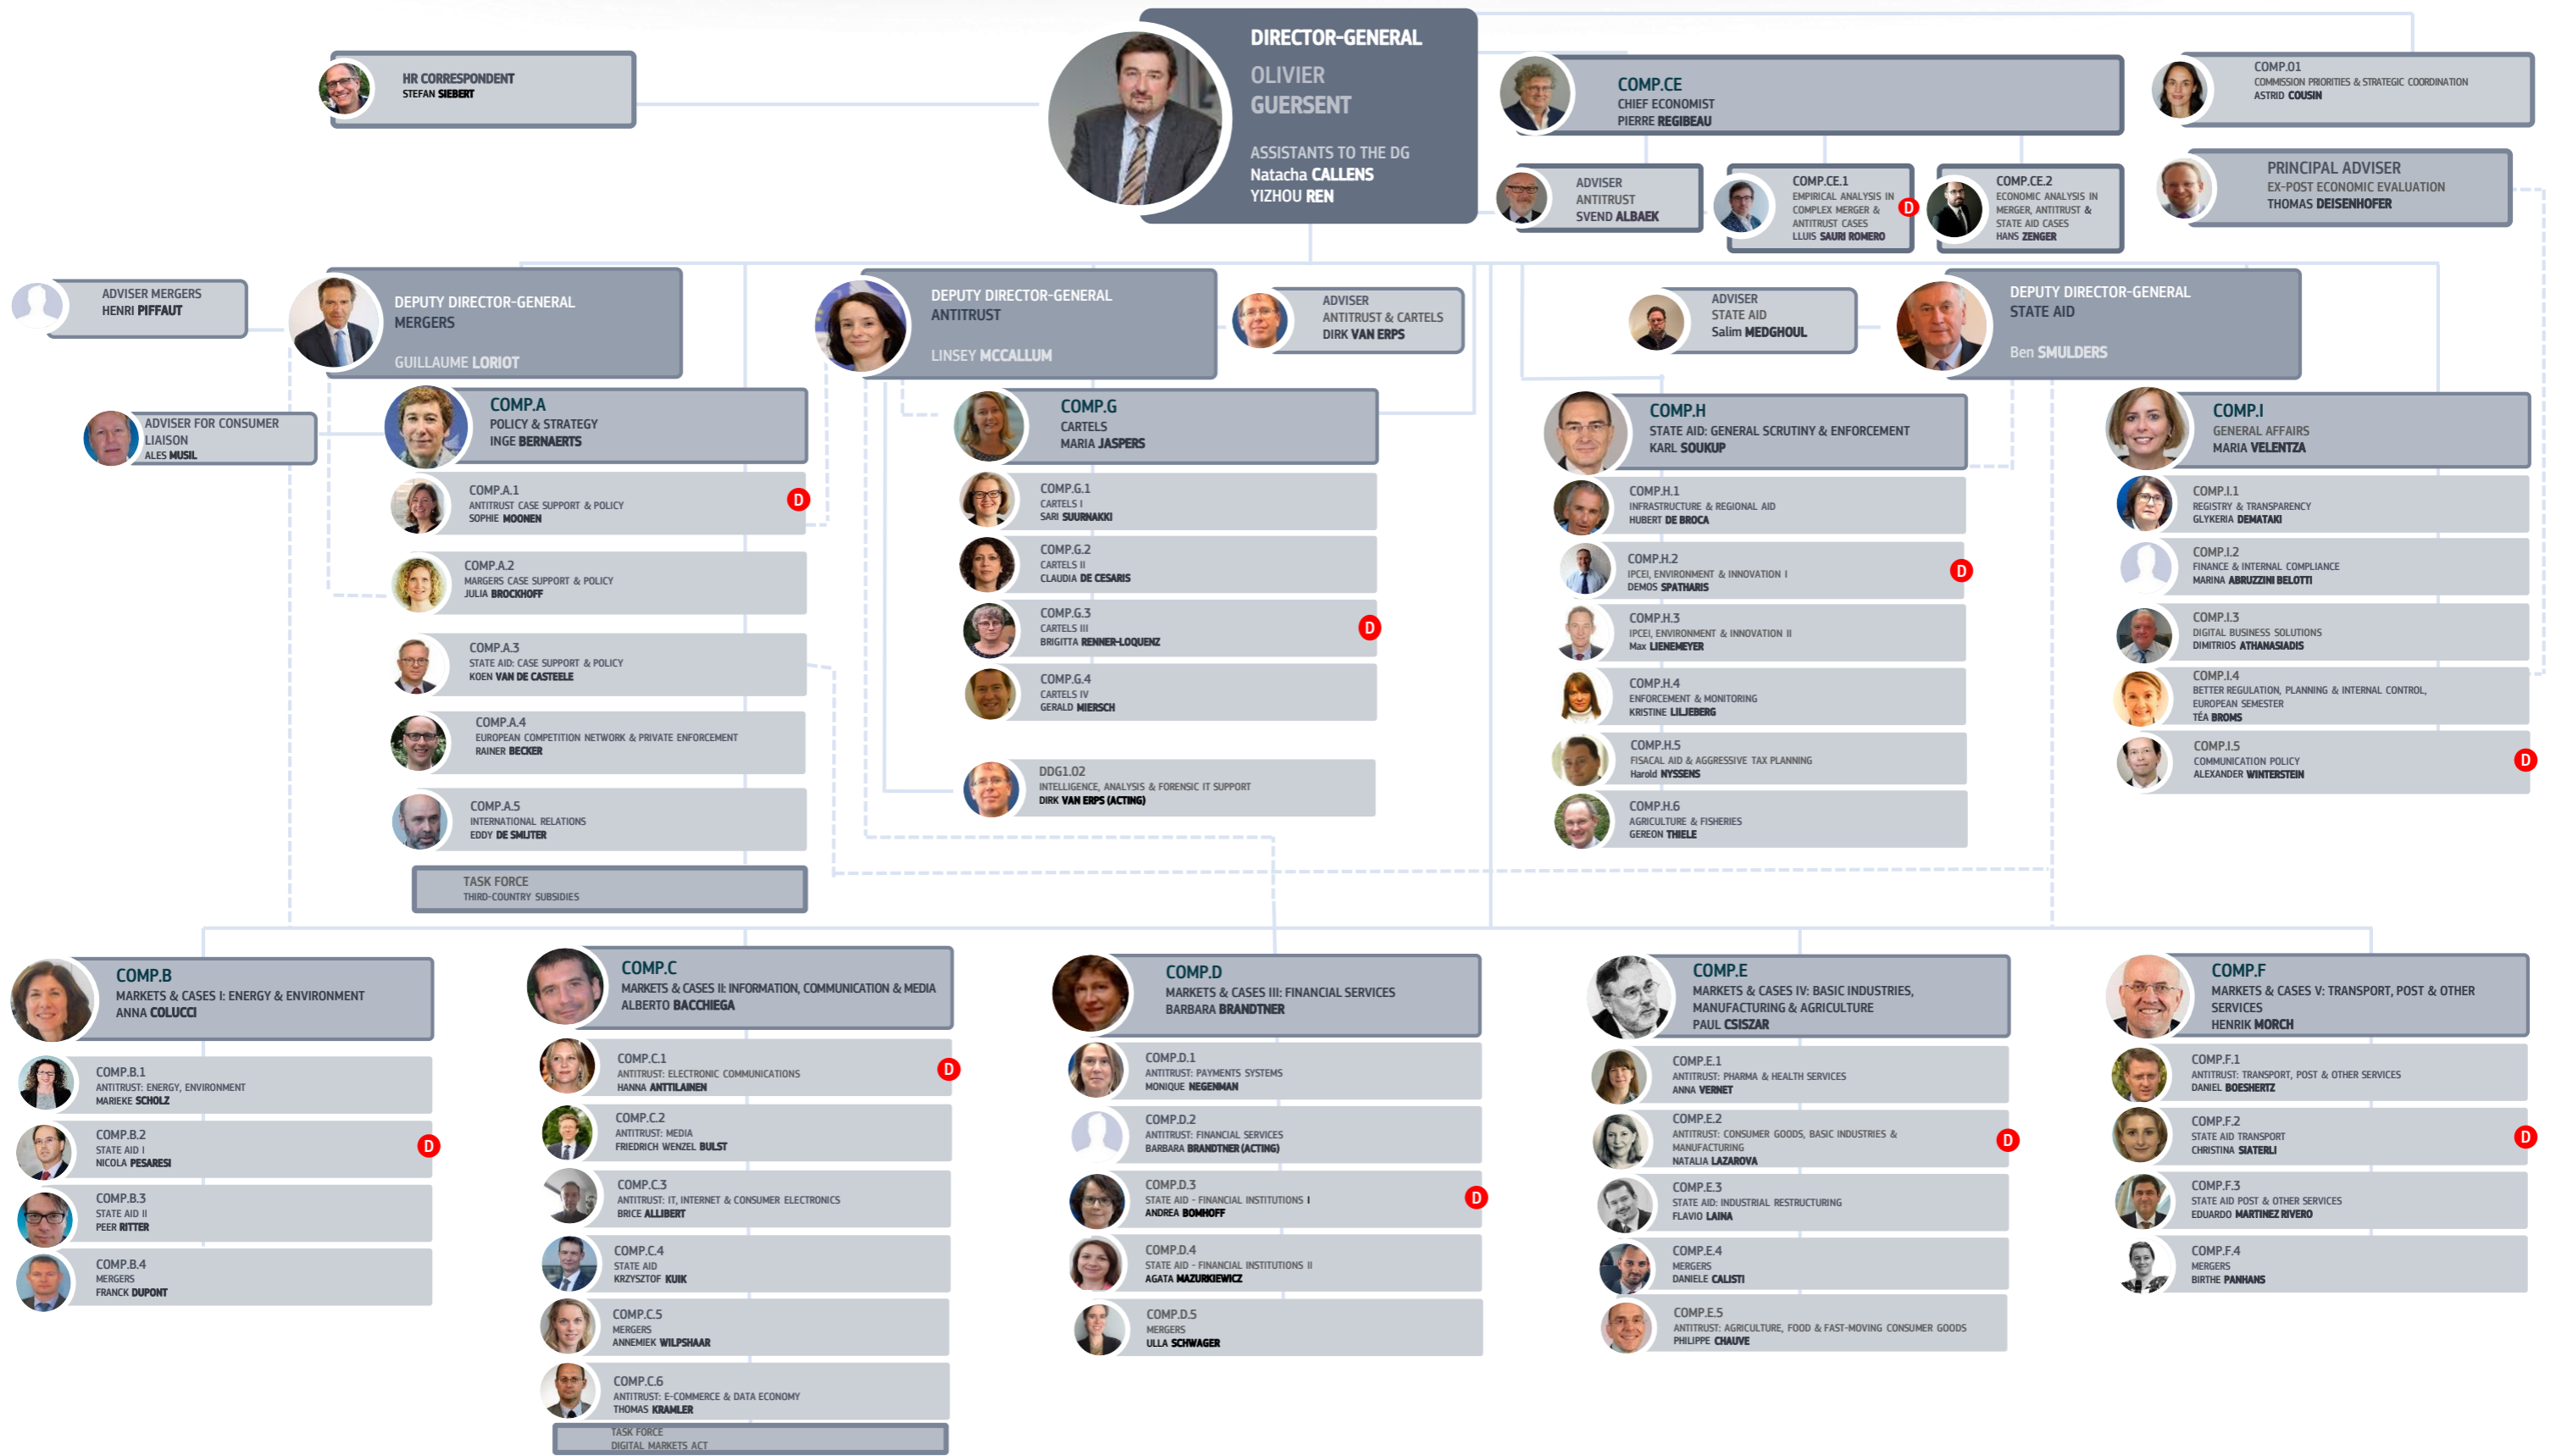 DIRECTOR-GENERAL
OLIVIER
GUERSENT
ASSISTANTS TO THE DG
Natacha CALLENS
YIZHOU REN
HR CORRESPONDENT
STEFAN SIEBERT
COMP.CE
CHIEF ECONOMIST
PIERRE REGIBEAU
COMP.01
COMMISSION PRIORITIES & STRATEGIC COORDINATION
ASTRID COUSIN
ADVISER
ANTITRUST
SVEND ALBAEK
COMP.CE.1
EMPIRICAL ANALYSIS IN
COMPLEX MERGER &
ANTITRUST CASES
LLUIS SAURI ROMERO
D
COMP.CE.2
ECONOMIC ANALYSIS IN
MERGER, ANTITRUST &
STATE AID CASES
HANS ZENGER
PRINCIPAL ADVISER
EX-POST ECONOMIC EVALUATION
THOMAS DEISENHOFER
ADVISER MERGERS
HENRI PIFFAUT
DEPUTY DIRECTOR-GENERAL
MERGERS
GUILLAUME LORIOT
DEPUTY DIRECTOR-GENERAL
ANTITRUST
LINSEY MCCALLUM
ADVISER
ANTITRUST & CARTELS
DIRK VAN ERPS
ADVISER
STATE AID
Salim MEDGHOUL
DEPUTY DIRECTOR-GENERAL
STATE AID
Ben SMULDERS
ADVISER FOR CONSUMER
LIAISON
ALES MUSIL
COMP.A
POLICY & STRATEGY
INGE BERNAERTS
COMP.A.1
ANTITRUST CASE SUPPORT & POLICY
SOPHIE MOONEN
D
COMP.A.2
MARGERS CASE SUPPORT & POLICY
JULIA BROCKHOFF
COMP.A.3
STATE AID: CASE SUPPORT & POLICY
KOEN VAN DE CASTEELE
COMP.A.4
EUROPEAN COMPETITION NETWORK & PRIVATE ENFORCEMENT
RAINER BECKER
COMP.A.5
INTERNATIONAL RELATIONS
EDDY DE SMIJTER
TASK FORCE
THIRD-COUNTRY SUBSIDIES
COMP.G
CARTELS
MARIA JASPERS
COMP.G.1
CARTELS I
SARI SUURNAKKI
COMP.G.2
CARTELS II
CLAUDIA DE CESARIS
COMP.G.3
CARTELS III
BRIGITTA RENNER-LOQUENZ
D
COMP.G.4
CARTELS IV
GERALD MIERSCH
DDG1.02
INTELLIGENCE, ANALYSIS & FORENSIC IT SUPPORT
DIRK VAN ERPS (ACTING)
COMP.H
STATE AID: GENERAL SCRUTINY & ENFORCEMENT
KARL SOUKUP
COMP.H.1
INFRASTRUCTURE & REGIONAL AID
HUBERT DE BROCA
COMP.H.2
IPCEI, ENVIRONMENT & INNOVATION I
DEMOS SPATHARIS
D
COMP.H.3
IPCEI, ENVIRONMENT & INNOVATION II
Max LIENEMEYER
COMP.H.4
ENFORCEMENT & MONITORING
KRISTINE LILJEBERG
COMP.H.5
FISACAL AID & AGGRESSIVE TAX PLANNING
Harold NYSSENS
COMP.H.6
AGRICULTURE & FISHERIES
GEREON THIELE
COMP.I
GENERAL AFFAIRS
MARIA VELENTZA
COMP.I.1
REGISTRY & TRANSPARENCY
GLYKERIA DEMATAKI
COMP.I.2
FINANCE & INTERNAL COMPLIANCE
MARINA ABRUZZINI BELOTTI
COMP.I.3
DIGITAL BUSINESS SOLUTIONS
DIMITRIOS ATHANASIADIS
COMP.I.4
BETTER REGULATION, PLANNING & INTERNAL CONTROL,
EUROPEAN SEMESTER
TÉA BROMS
COMP.I.5
COMMUNICATION POLICY
ALEXANDER WINTERSTEIN
D
COMP.B
MARKETS & CASES I: ENERGY & ENVIRONMENT
ANNA COLUCCI
COMP.B.1
ANTITRUST: ENERGY, ENVIRONMENT
MARIEKE SCHOLZ
COMP.B.2
STATE AID I
NICOLA PESARESI
D
COMP.B.3
STATE AID II
PEER RITTER
COMP.B.4
MERGERS
FRANCK DUPONT
COMP.C
MARKETS & CASES II: INFORMATION, COMMUNICATION & MEDIA
ALBERTO BACCHIEGA
COMP.C.1
ANTITRUST: ELECTRONIC COMMUNICATIONS
HANNA ANTTILAINEN
D
COMP.C.2
ANTITRUST: MEDIA
FRIEDRICH WENZEL BULST
COMP.C.3
ANTITRUST: IT, INTERNET & CONSUMER ELECTRONICS
BRICE ALLIBERT
COMP.C.4
STATE AID
KRZYSZTOF KUIK
COMP.C.5
MERGERS
ANNEMIEK WILPSHAAR
COMP.C.6
ANTITRUST: E-COMMERCE & DATA ECONOMY
THOMAS KRAMLER
TASK FORCE
DIGITAL MARKETS ACT
COMP.D
MARKETS & CASES III: FINANCIAL SERVICES
BARBARA BRANDTNER
COMP.D.1
ANTITRUST: PAYMENTS SYSTEMS
MONIQUE NEGENMAN
COMP.D.2
ANTITRUST: FINANCIAL SERVICES
BARBARA BRANDTNER (ACTING)
COMP.D.3
STATE AID - FINANCIAL INSTITUTIONS I
ANDREA BOMHOFF
D
COMP.D.4
STATE AID - FINANCIAL INSTITUTIONS II
AGATA MAZURKIEWICZ
COMP.D.5
MERGERS
ULLA SCHWAGER
COMP.E
MARKETS & CASES IV: BASIC INDUSTRIES,
MANUFACTURING & AGRICULTURE
PAUL CSISZAR
COMP.E.1
ANTITRUST: PHARMA & HEALTH SERVICES
ANNA VERNET
COMP.E.2
ANTITRUST: CONSUMER GOODS, BASIC INDUSTRIES &
MANUFACTURING
NATALIA LAZAROVA
D
COMP.E.3
STATE AID: INDUSTRIAL RESTRUCTURING
FLAVIO LAINA
COMP.E.4
MERGERS
DANIELE CALISTI
COMP.E.5
ANTITRUST: AGRICULTURE, FOOD & FAST-MOVING CONSUMER GOODS
PHILIPPE CHAUVE
COMP.F
MARKETS & CASES V: TRANSPORT, POST & OTHER
SERVICES
HENRIK MORCH
COMP.F.1
ANTITRUST: TRANSPORT, POST & OTHER SERVICES
DANIEL BOESHERTZ
COMP.F.2
STATE AID TRANSPORT
CHRISTINA SIATERLI
D
COMP.F.3
STATE AID POST & OTHER SERVICES
EDUARDO MARTINEZ RIVERO
COMP.F.4
MERGERS
BIRTHE PANHANS